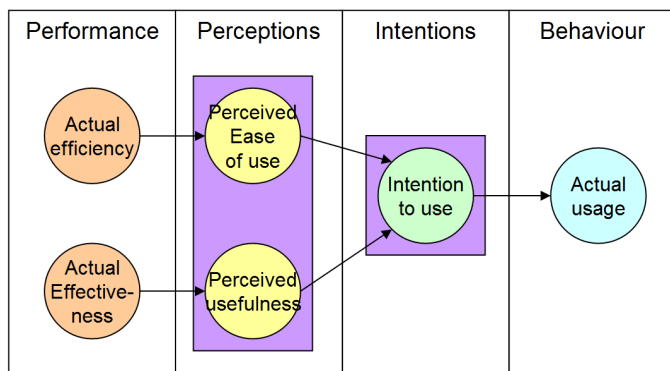 Performance
Perceptions
Intentions
Behaviour
Actual
efficiency
Perceived
Ease
of use
Intention
to use
Actual
usage
Actual
Effective-
ness
Perceived
usefulness